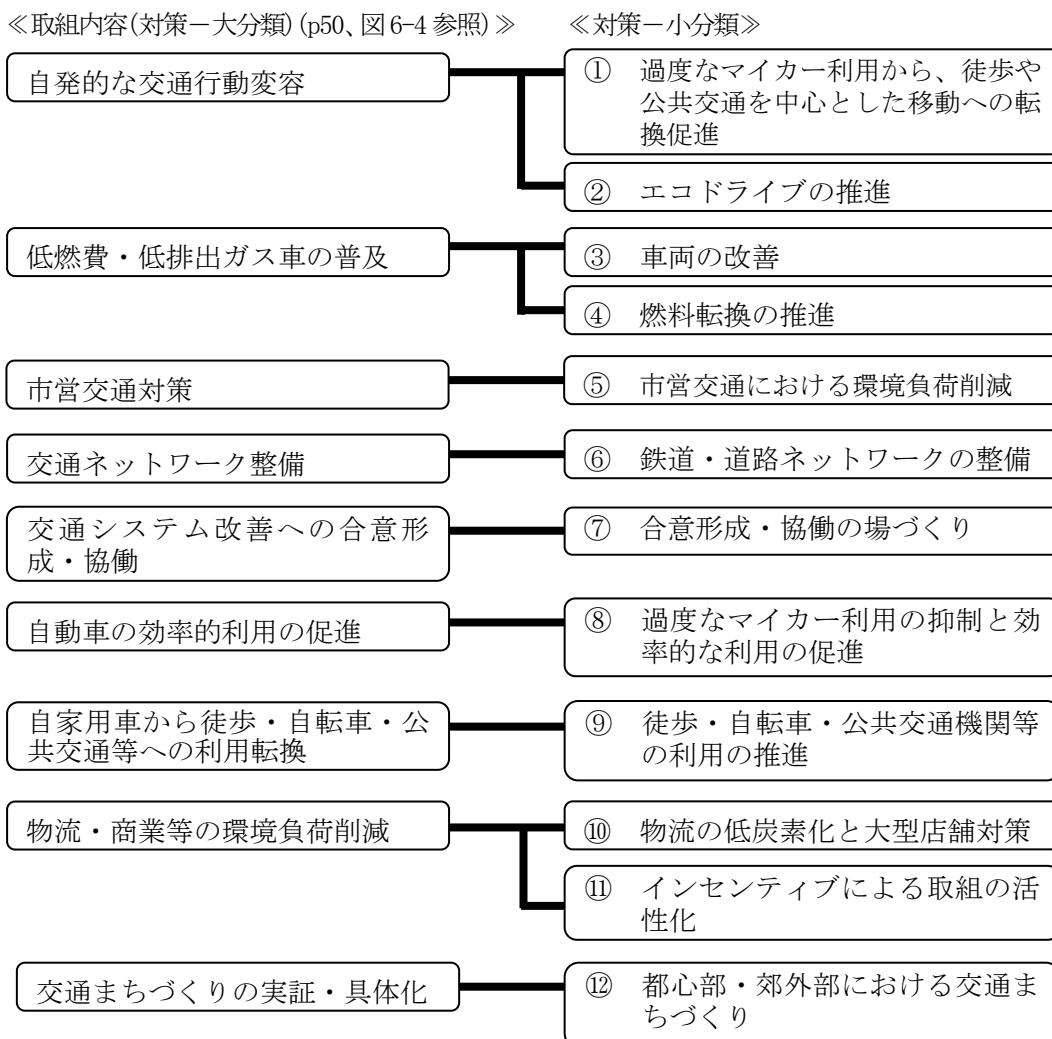 ≪取組内容(対策－大分類)(p50、図6-4参照)≫ ≪対策－小分類≫
自発的な交通行動変容
① 過度なマイカー利用から、徒歩や
公共交通を中心とした移動への転
換促進
② エコドライブの推進
低燃費・低排出ガス車の普及
③ 車両の改善
④ 燃料転換の推進
市営交通対策
⑤ 市営交通における環境負荷削減
交通ネットワーク整備
⑥ 鉄道・道路ネットワークの整備
交通システム改善への合意形
成・協働
⑦ 合意形成・協働の場づくり
自動車の効率的利用の促進
⑧ 過度なマイカー利用の抑制と効
率的な利用の促進
自家用車から徒歩・自転車・公
共交通等への利用転換
⑨ 徒歩・自転車・公共交通機関等
の利用の推進
物流・商業等の環境負荷削減
⑩ 物流の低炭素化と大型店舗対策
⑪ インセンティブによる取組の活
性化
交通まちづくりの実証・具体化
⑫ 都心部・郊外部における交通ま
ちづくり